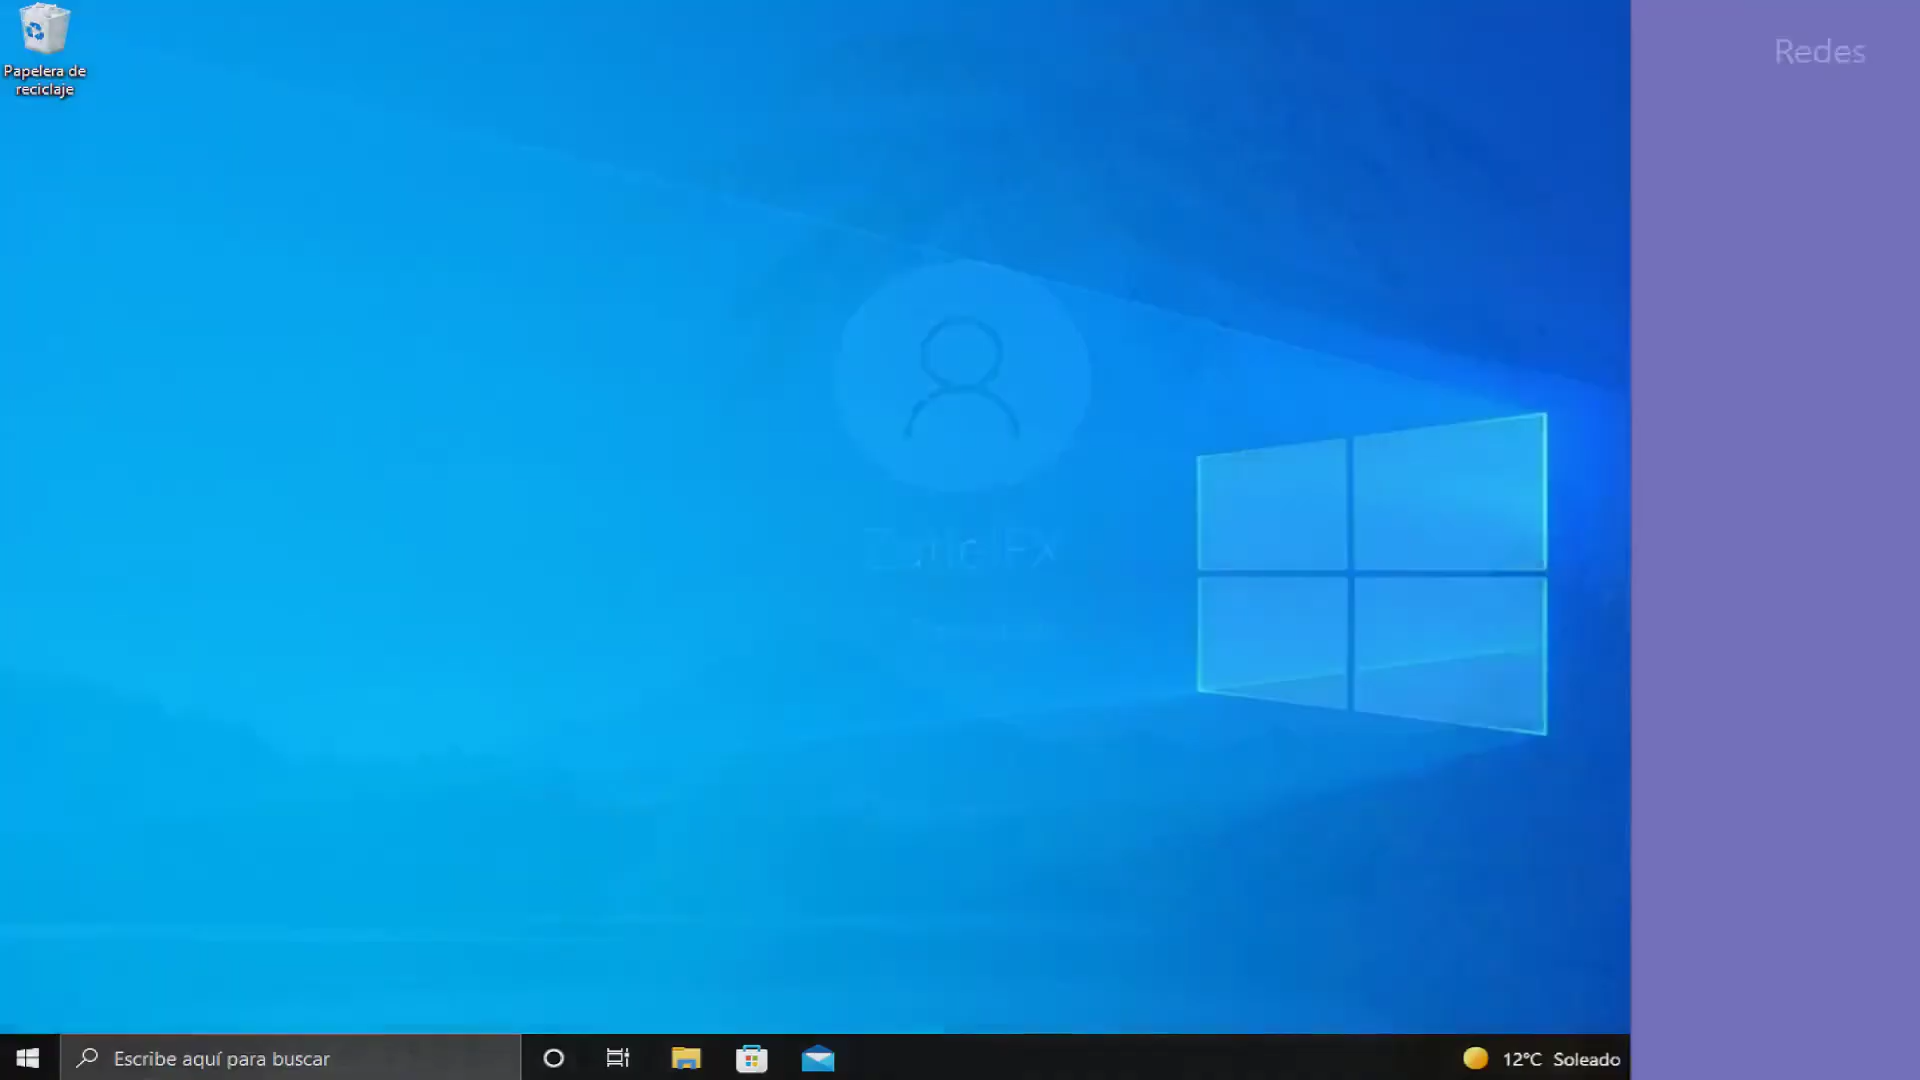 Papelera de
reciclaje
Redes
Escribe aquí para buscar
12°C Soleado